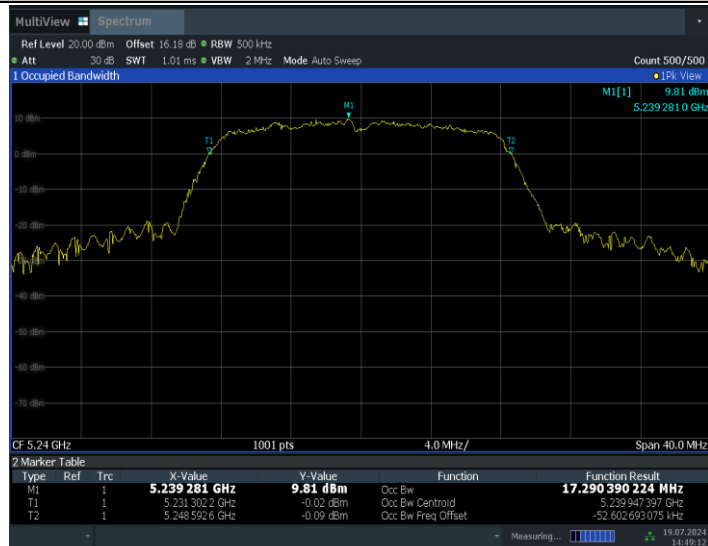 MultiView Spectrum
Ref Level 20.00 dBm Offset 16.18 dB RBW 500 kHz
Att 30 dB SWT 1.01 ms VBW 2 MHz Mode Auto Sweep Count 500/500
1 Occupied Bandwidth 1Pk View
M1[1] 9.81 dBm
5.239 281 0 GHz
M1
10 dBm
T1 T2
0 dBm
-10 dBm
-20 dBm
-40 dBm
-50 dBm
-60 dBm
-70 dBm
CF 5.24 GHz 1001 pts 4.0 MHz/ Span 40.0 MHz
2 Marker Table
Type Ref Trc X-Value Y-Value Function Function Result
M1 1 5.239 281 GHz 9.81 dBm Occ Bw 17.290 390 224 MHz
T1 1 5.231 302 2 GHz -0.02 dBm Occ Bw Centroid 5.239 947 397 GHz
T2 1 5.248 592 6 GHz -0.09 dBm Occ Bw Freq Offset -52.602 693 075 kHz
Measuring... 19.07.2024
14:49:12